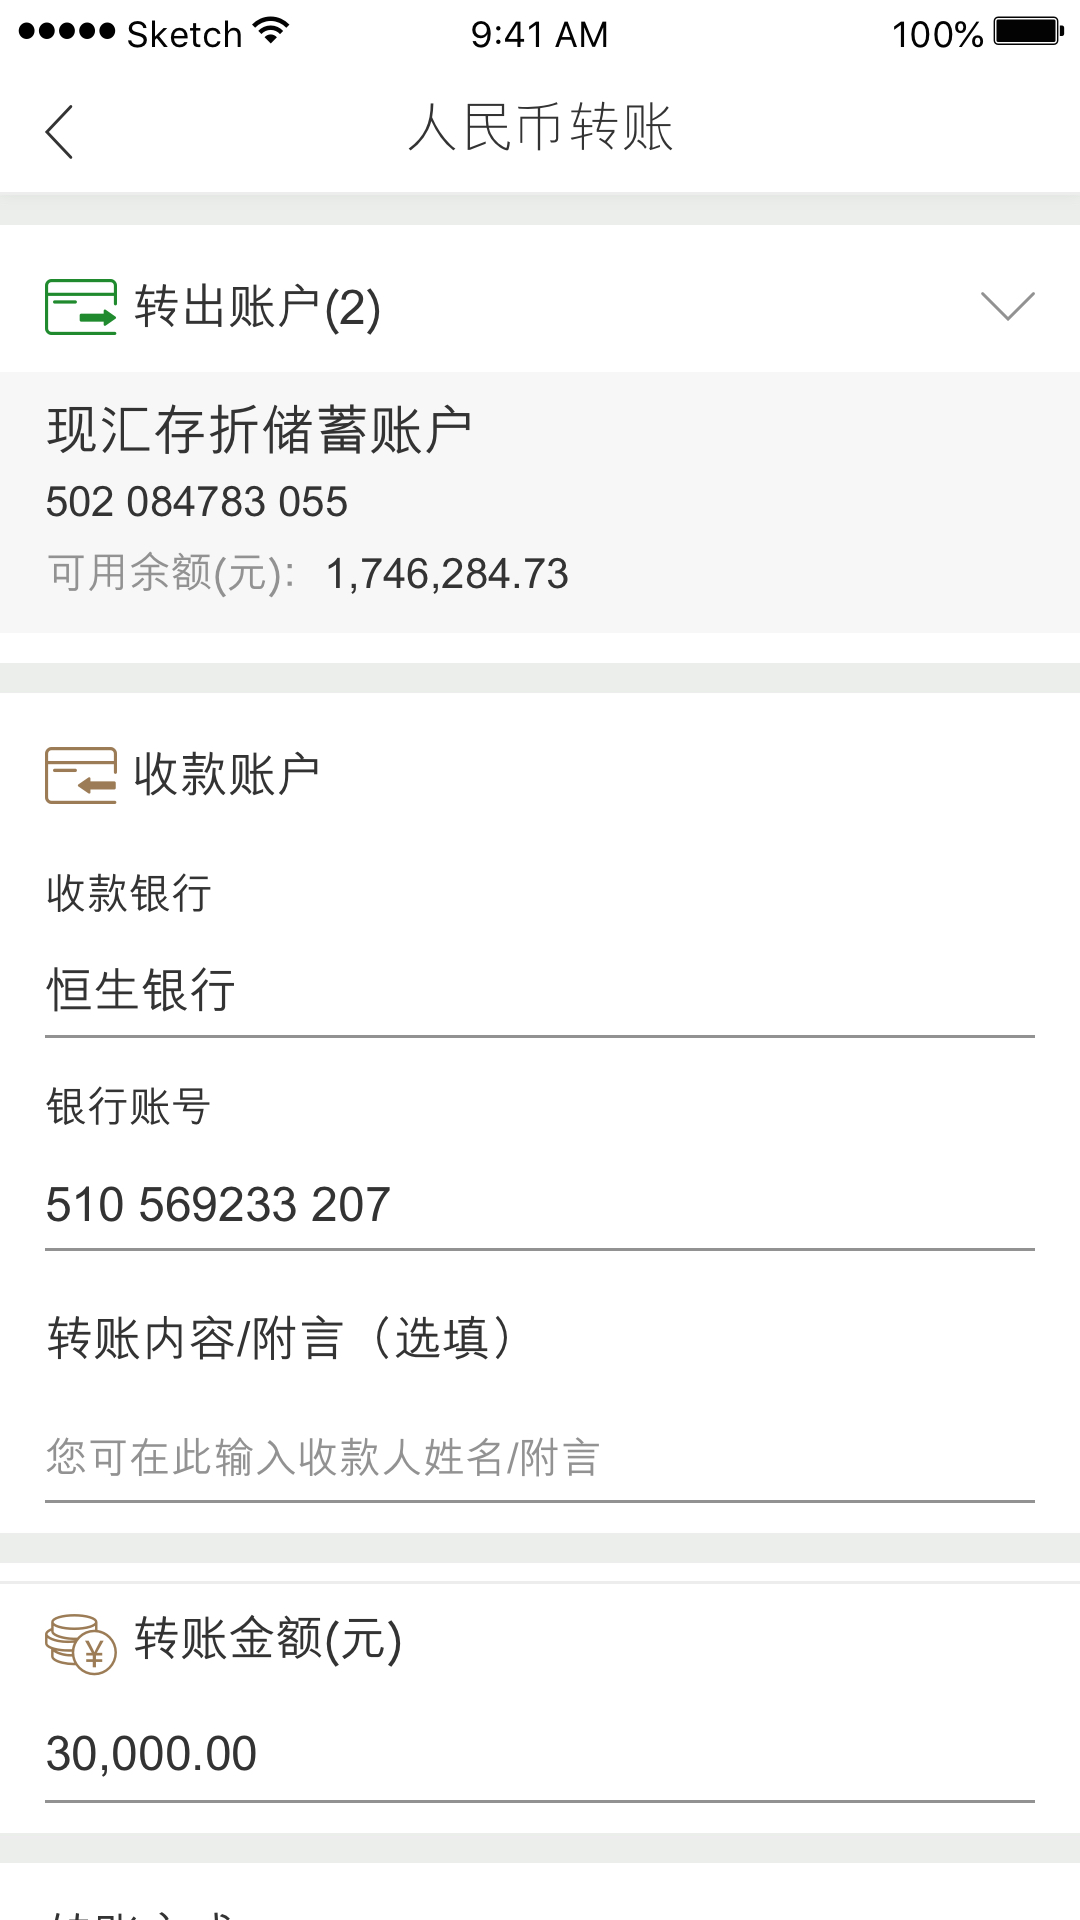 Sketch 9:41 AM 100%
人民币转账
转出账户(2)
现汇存折储蓄账户
502 084783 055
可用余额(元): 1,746,284.73
收款账户
收款银行
恒生银行
银行账号
510 569233 207
转账内容/附言（选填）
您可在此输入收款人姓名/附言
¥ 转账金额(元)
30,000.00